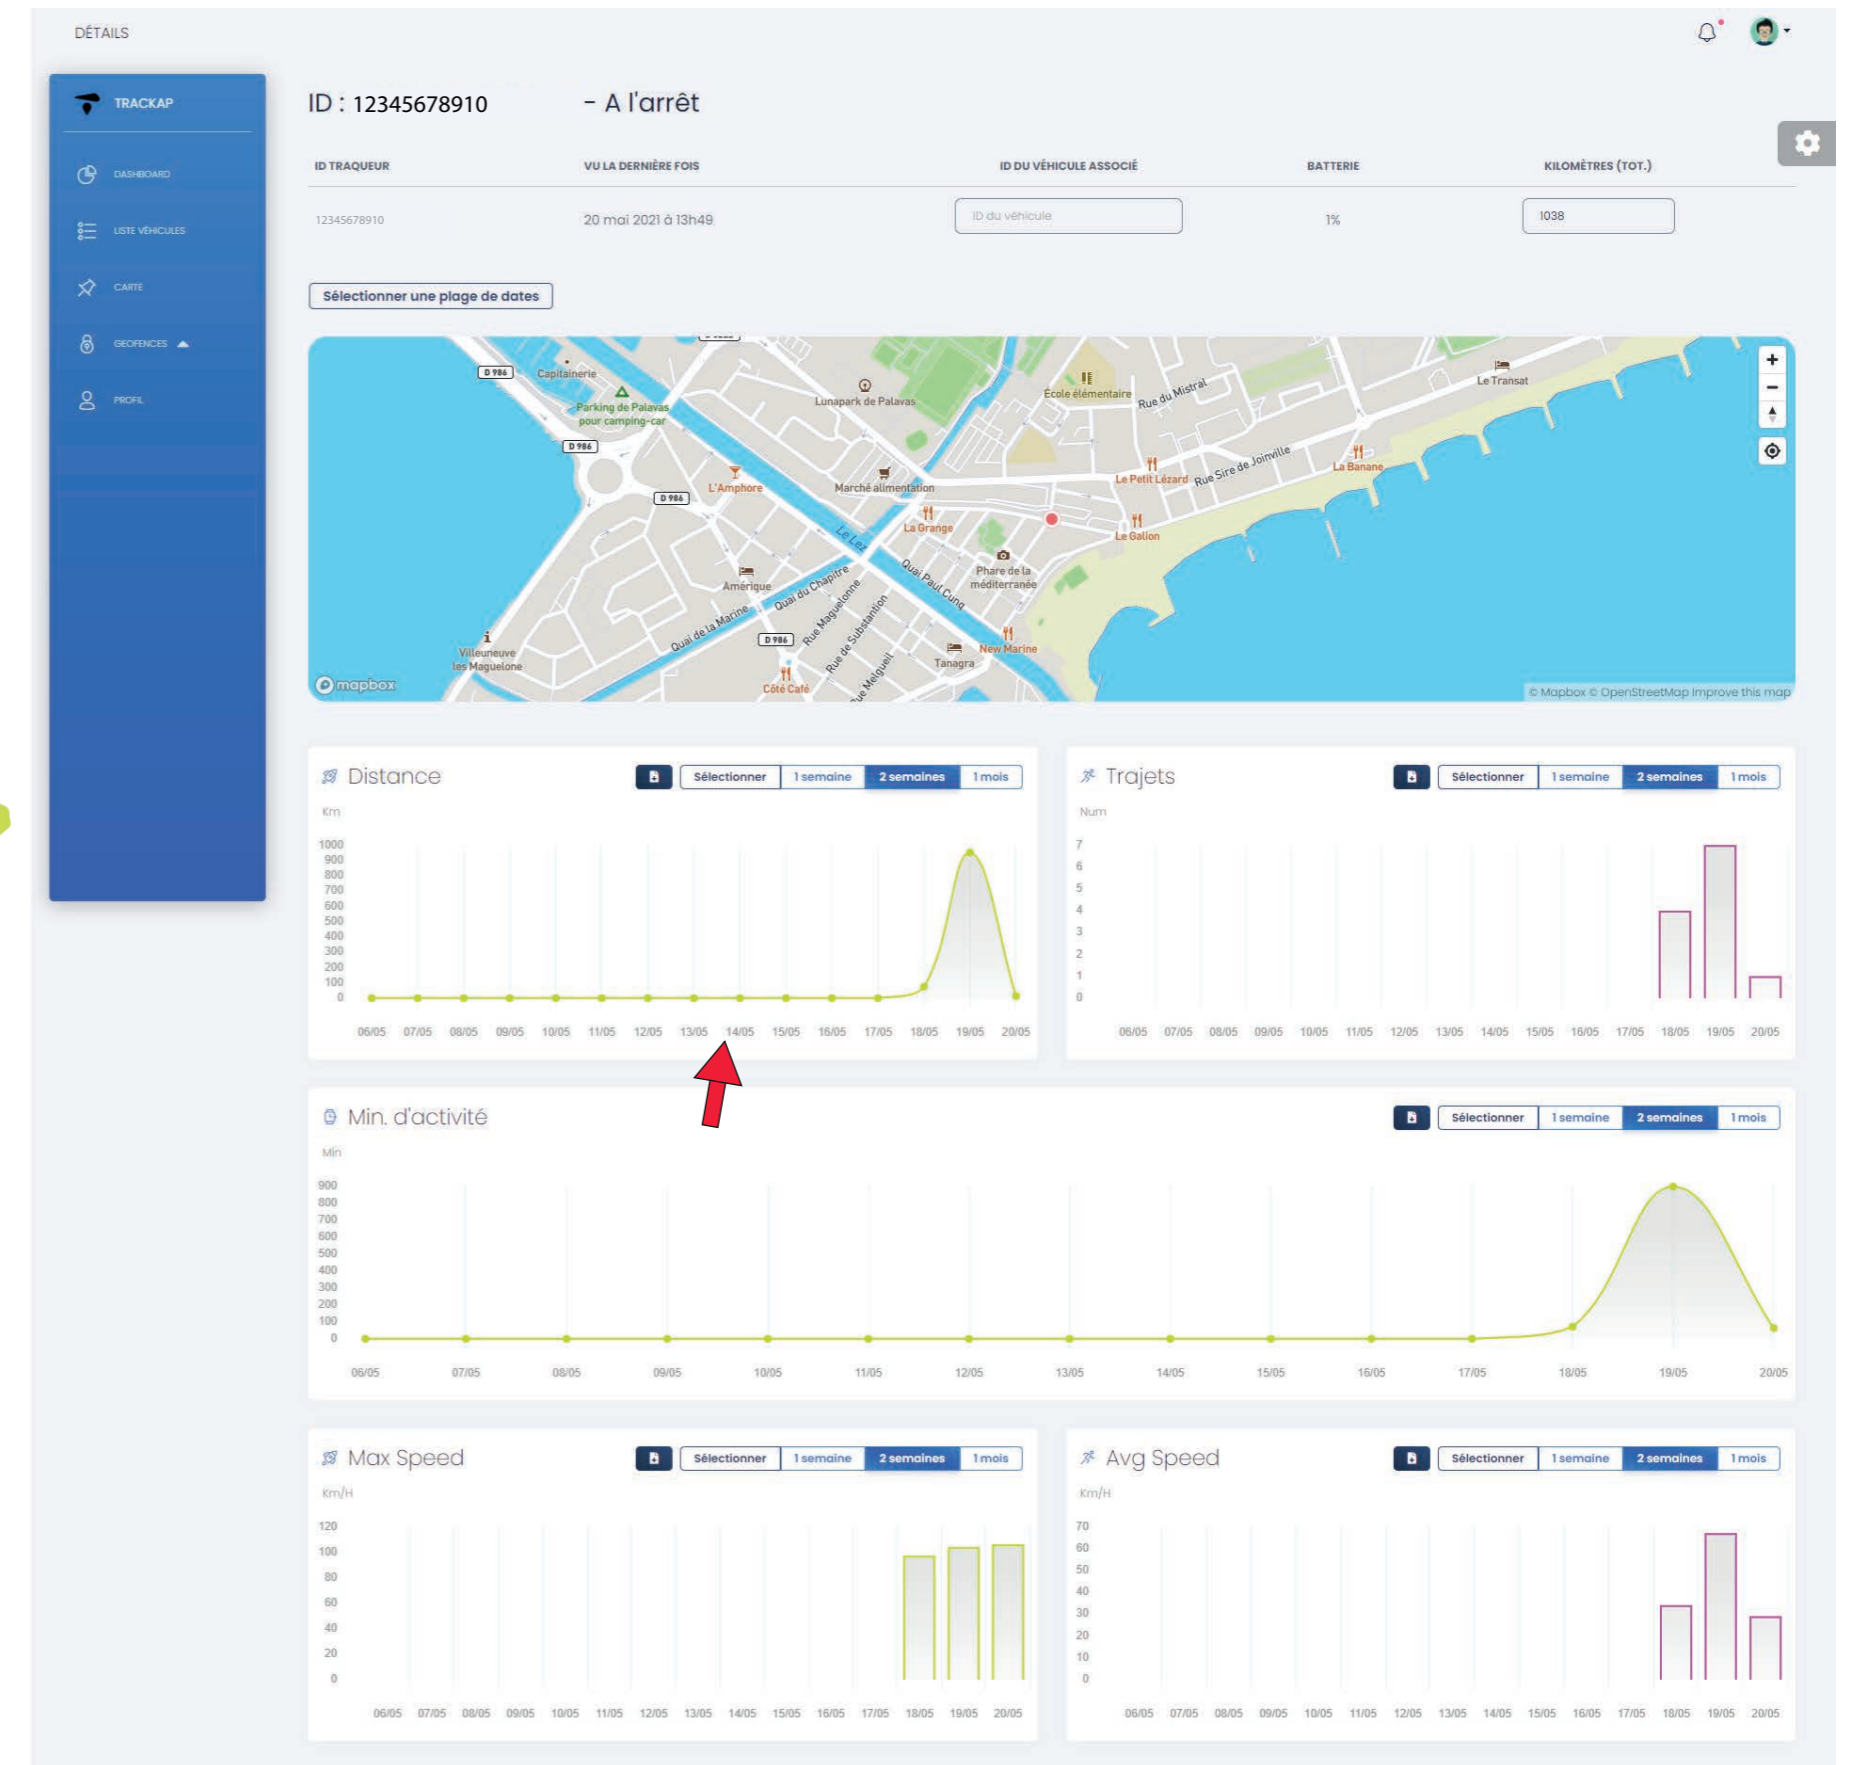 DÉTAILS
TRACKAP
DASHBOARD
LISTE VÉHICULES
CARTE
GEOFENCES
PROFIL
ID : 12345678910 - A l'arrêt
ID TRAQUEUR VU LA DERNIÈRE FOIS ID DU VÉHICULE ASSOCIÉ BATTERIE KILOMÈTRES (TOT.)
12345678910 20 mai 2021 à 13h49 ID du véhicule 1% 1038
Sélectionner une plage de dates
D 986
Capitainerie
Parking de Palavas
pour camping-car
Lunapark de Palavas
École élémentaire
Rue du Mistral
Le Transat
D 986
L'Amphore
D 986
Marché alimentation
Le Petit Lézard
Rue Sire de Joinville
La Banane
La Grange
Le Galion
Le Lez
Phare de la
méditerranée
Amérique
Quai du Chapitre
Quai Paul Cunq
Quai de la Marine
Rue Maguelonne
Rue de Substantion
D 986
Rue Melgueil
New Marine
Tanagra
Villeuneuve
les Maguelone
Côté Café
mapbox
© Mapbox © OpenStreetMap Improve this map
Distance Sélectionner 1 semaine 2 semaines 1 mois
Km
1000
900
800
700
600
500
400
300
200
100
0
06/05 07/05 08/05 09/05 10/05 11/05 12/05 13/05 14/05 15/05 16/05 17/05 18/05 19/05 20/05
Trajets Sélectionner 1 semaine 2 semaines 1 mois
Num
7
6
5
4
3
2
1
0
06/05 07/05 08/05 09/05 10/05 11/05 12/05 13/05 14/05 15/05 16/05 17/05 18/05 19/05 20/05
Min. d'activité Sélectionner 1 semaine 2 semaines 1 mois
Min
900
800
700
600
500
400
300
200
100
0
06/05 07/05 08/05 09/05 10/05 11/05 12/05 13/05 14/05 15/05 16/05 17/05 18/05 19/05 20/05
Max Speed Sélectionner 1 semaine 2 semaines 1 mois
Km/H
120
100
80
60
40
20
0
06/05 07/05 08/05 09/05 10/05 11/05 12/05 13/05 14/05 15/05 16/05 17/05 18/05 19/05 20/05
Avg Speed Sélectionner 1 semaine 2 semaines 1 mois
Km/H
70
60
50
40
30
20
10
0
06/05 07/05 08/05 09/05 10/05 11/05 12/05 13/05 14/05 15/05 16/05 17/05 18/05 19/05 20/05